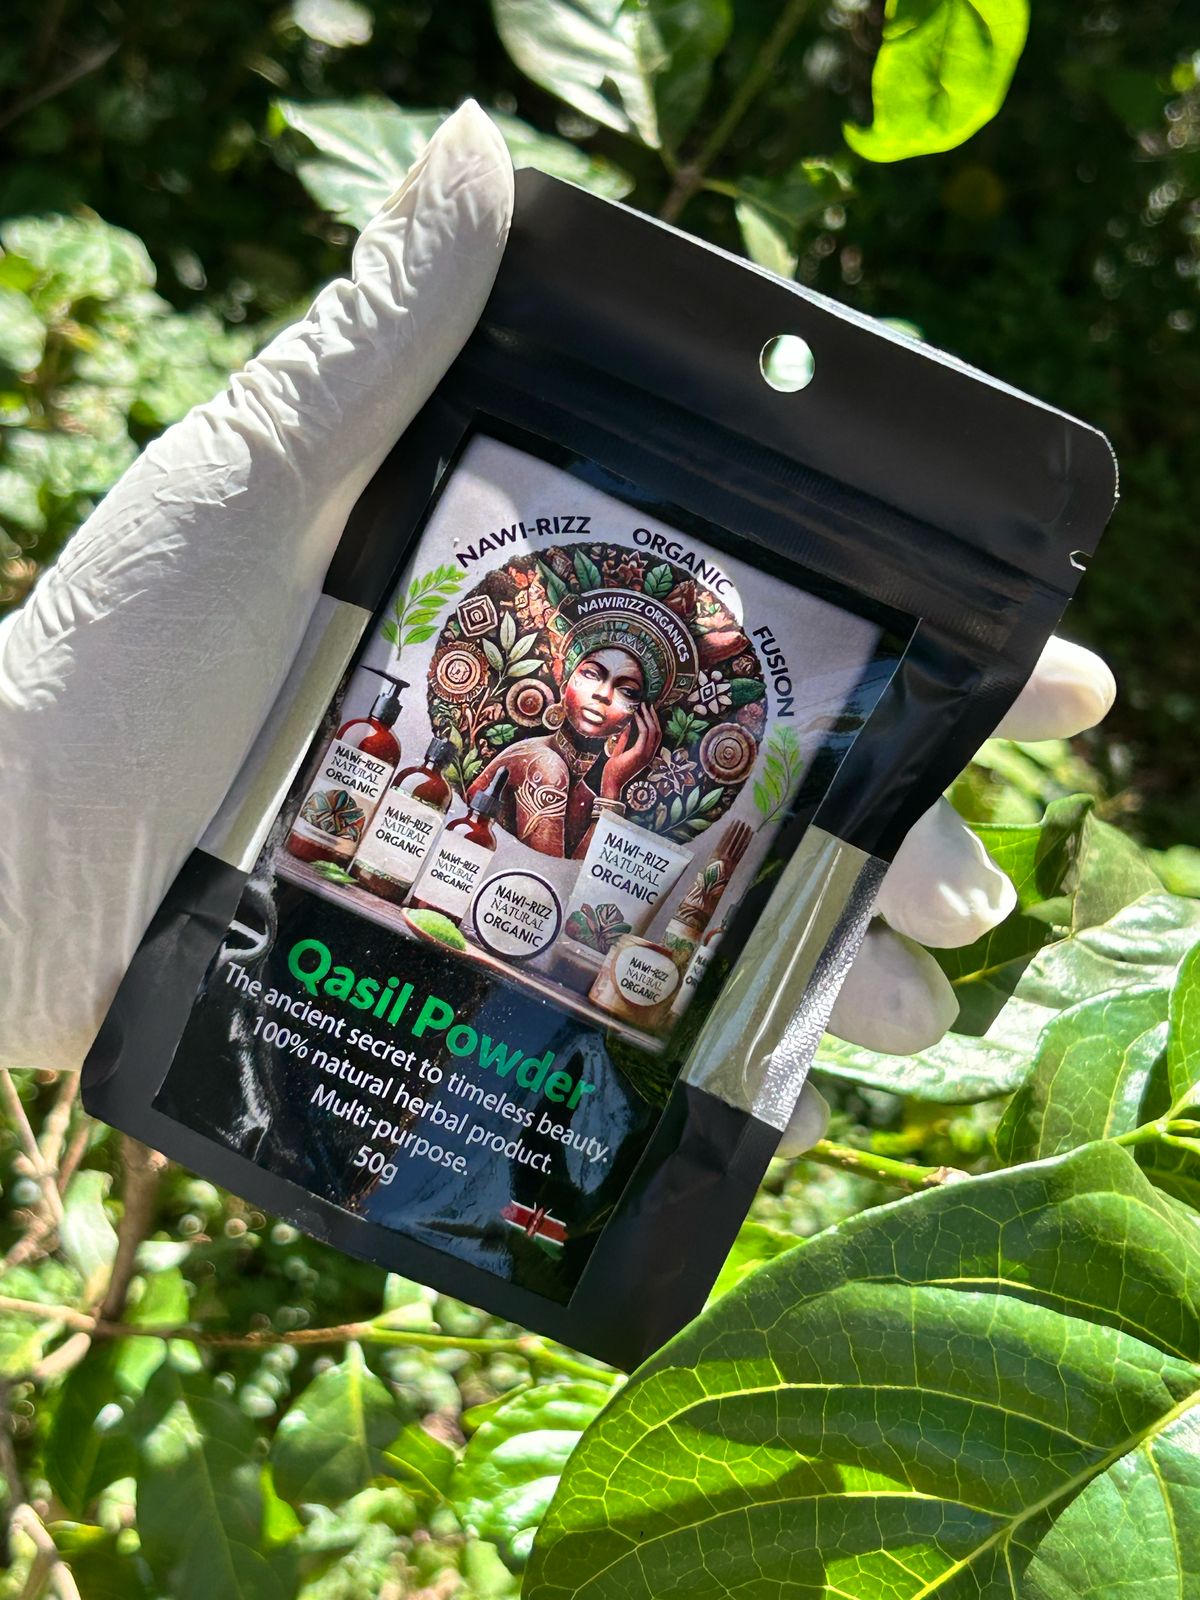 NAWI-RIZZ ORGANIC FUSION
NAWIRIZZ ORGANICS
NAWI-RIZZ
NATURAL
ORGANIC
NAWI-RIZZ
NATURAL
ORGANIC
NAWI-RIZZ
NATURAL
ORGANIC
NAWI-RIZZ
NATURAL
ORGANIC
NAWI-RIZZ
NATURAL
ORGANIC
NAWI-RIZZ
NATURAL
ORGANIC
Qasil Powder
The ancient secret to timeless beauty.
100% natural herbal product.
Multi-purpose.
50g